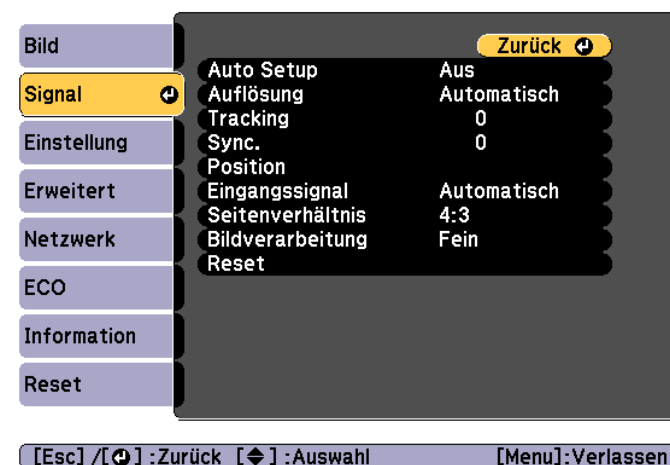 Bild
Signal
Einstellung
Erweitert
Netzwerk
ECO
Information
Reset
Zurück
Auto Setup Aus
Auflösung Automatisch
Tracking 0
Sync. 0
Position
Eingangssignal Automatisch
Seitenverhältnis 4:3
Bildverarbeitung Fein
Reset
[Esc] /[⏎] :Zurück [◆] :Auswahl [Menu]:Verlassen